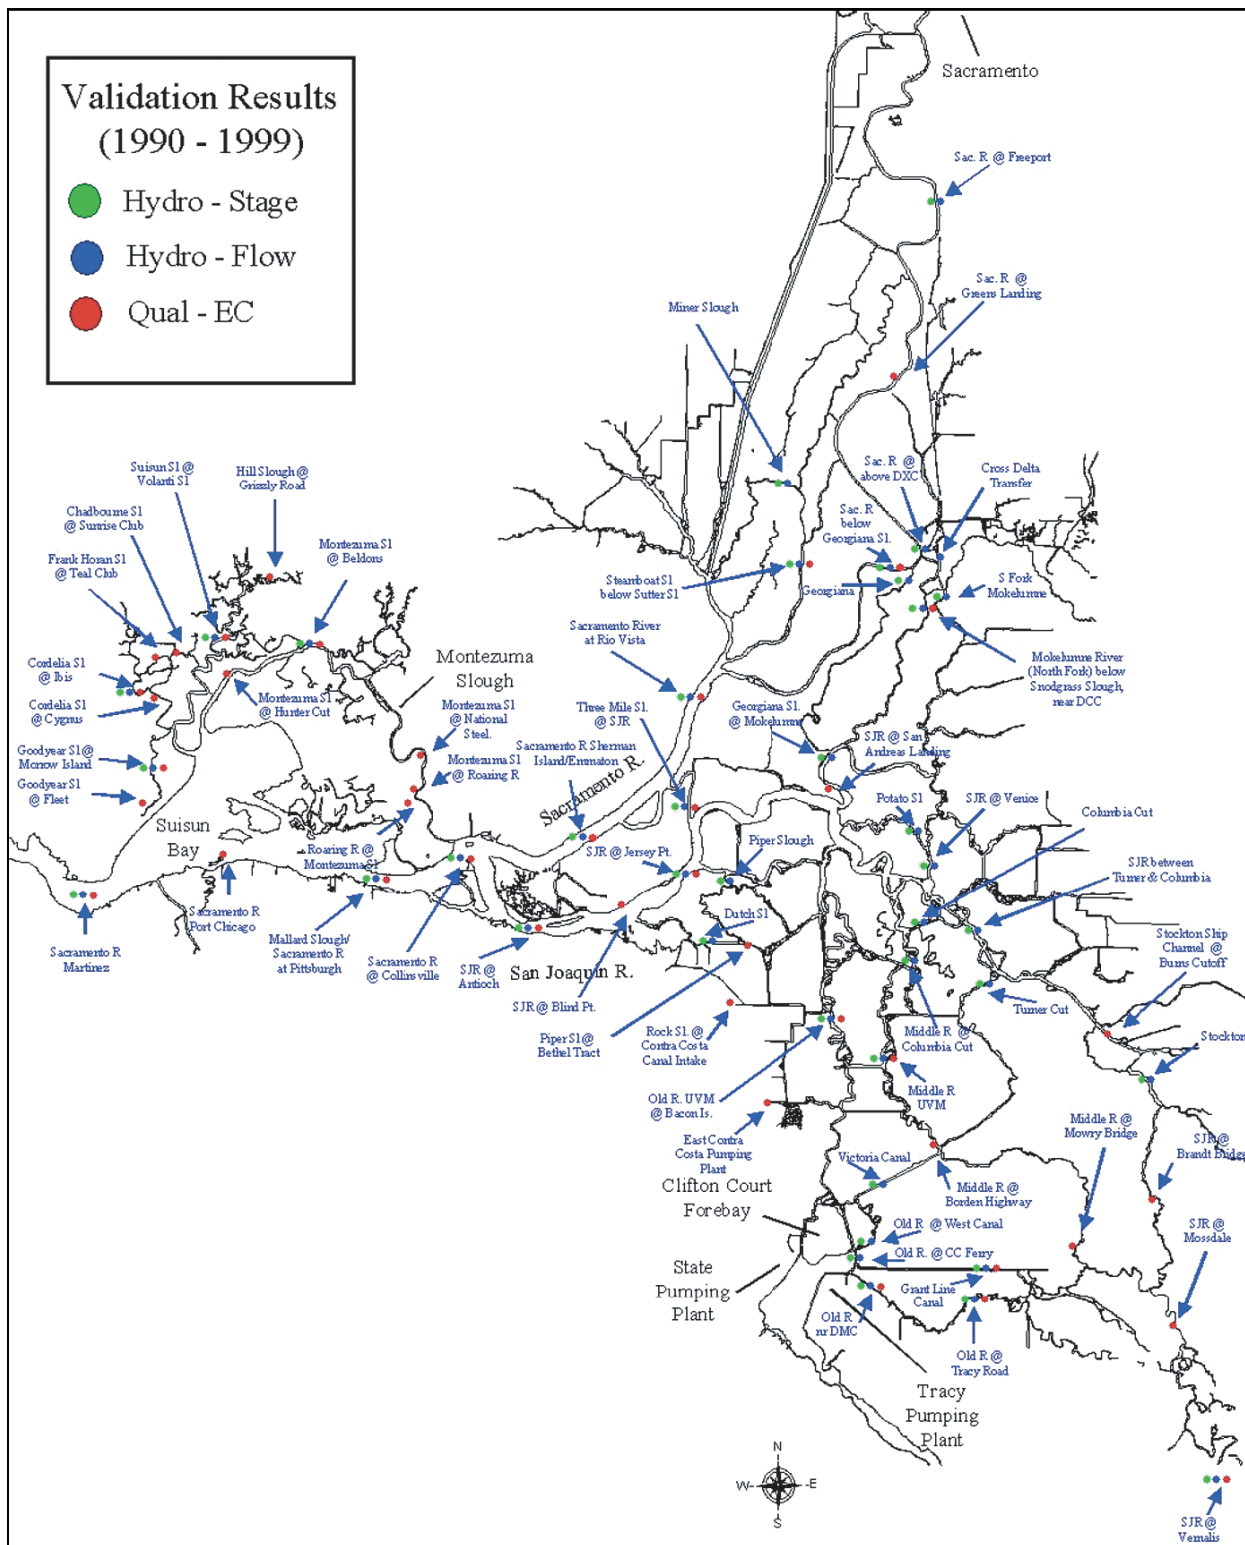 Validation Results
(1990 - 1999)
Hydro - Stage
Hydro - Flow
Qual - EC
Sacramento
Sac. R @ Freeport
Sac. R @
Greens Landing
Miner Slough
Sac. R @
above DXC
Cross Delta
Transfer
Sac. R
below
Georgiana Sl.
Suisun Sl @
Volanti Sl
Hill Slough @
Grizzly Road
Chadbourne Sl
@ Sunrise Club
Montezuma Sl
@ Beldons
Frank Horan Sl
@ Teal Club
Steamboat Sl
below Sutter Sl
Georgiana
S Fork
Mokelumne
Sacramento River
at Rio Vista
Cordelia Sl
@ Ibis
Montezuma
Slough
Mokelumne River
(North Fork) below
Snodgrass Slough,
near DCC
Cordelia Sl
@ Cygnus
Montezuma Sl
@ Hunter Cut
Montezuma Sl
@ National
Steel.
Three Mile Sl.
@ SJR
Georgiana Sl.
@ Mokelumne
SJR @ San
Andreas Landing
Goodyear Sl @
Morrow Island
Sacramento R Sherman
Island/Emmaton
Montezuma Sl
@ Roaring R
Sacramento R.
Goodyear Sl
@ Fleet
Potato Sl
SJR @ Venice
Columbia Cut
Suisun
Bay
Roaring R @
Montezuma Sl
SJR @ Jersey Pt.
Piper Slough
SJR between
Turner & Columbia
Sacramento R
Port Chicago
Dutch Sl
Stockton Ship
Channel @
Burns Cutoff
Sacramento R
Martinez
Mallard Slough/
Sacramento R
at Pittsburgh
Sacramento R
@ Collinsville
SJR @
Antioch
San Joaquin R.
SJR @ Blind Pt.
Piper Sl @
Bethel Tract
Rock Sl. @
Contra Costa
Canal Intake
Middle R @
Columbia Cut
Turner Cut
Stockton
Old R. UVM
@ Bacon Is.
Middle R
UVM
East Contra
Costa Pumping
Plant
Middle R @
Mowry Bridge
SJR @
Brandt Bridge
Victoria Canal
Clifton Court
Forebay
Middle R @
Borden Highway
Old R @ West Canal
SJR @
Mossdale
Old R. @ CC Ferry
State
Pumping
Plant
Grant Line
Canal
Old R
nr DMC
Old R @
Tracy Road
Tracy
Pumping
Plant
N
W
E
S
SJR @
Vernalis